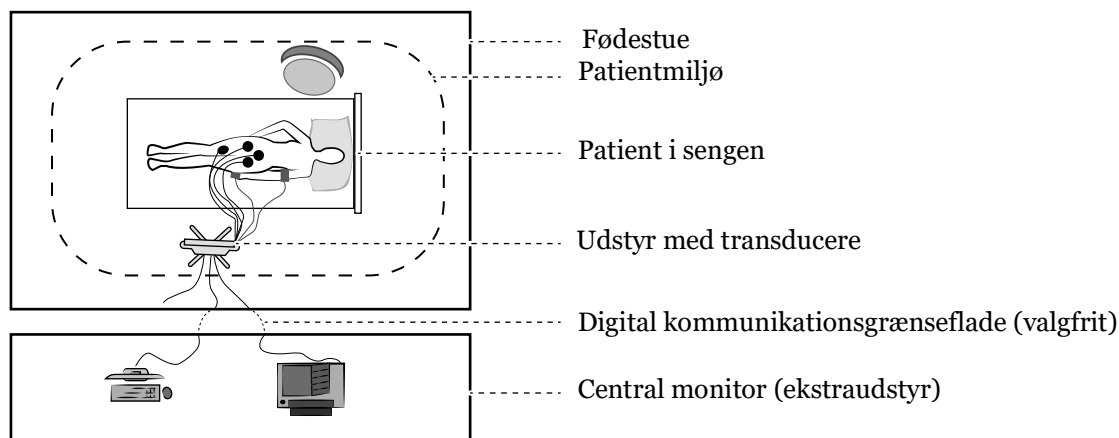 Fødestue
Patientmiljø
Patient i sengen
Udstyr med transducere
Digital kommunikationsgrænseflade (valgfrit)
Central monitor (ekstraudstyr)